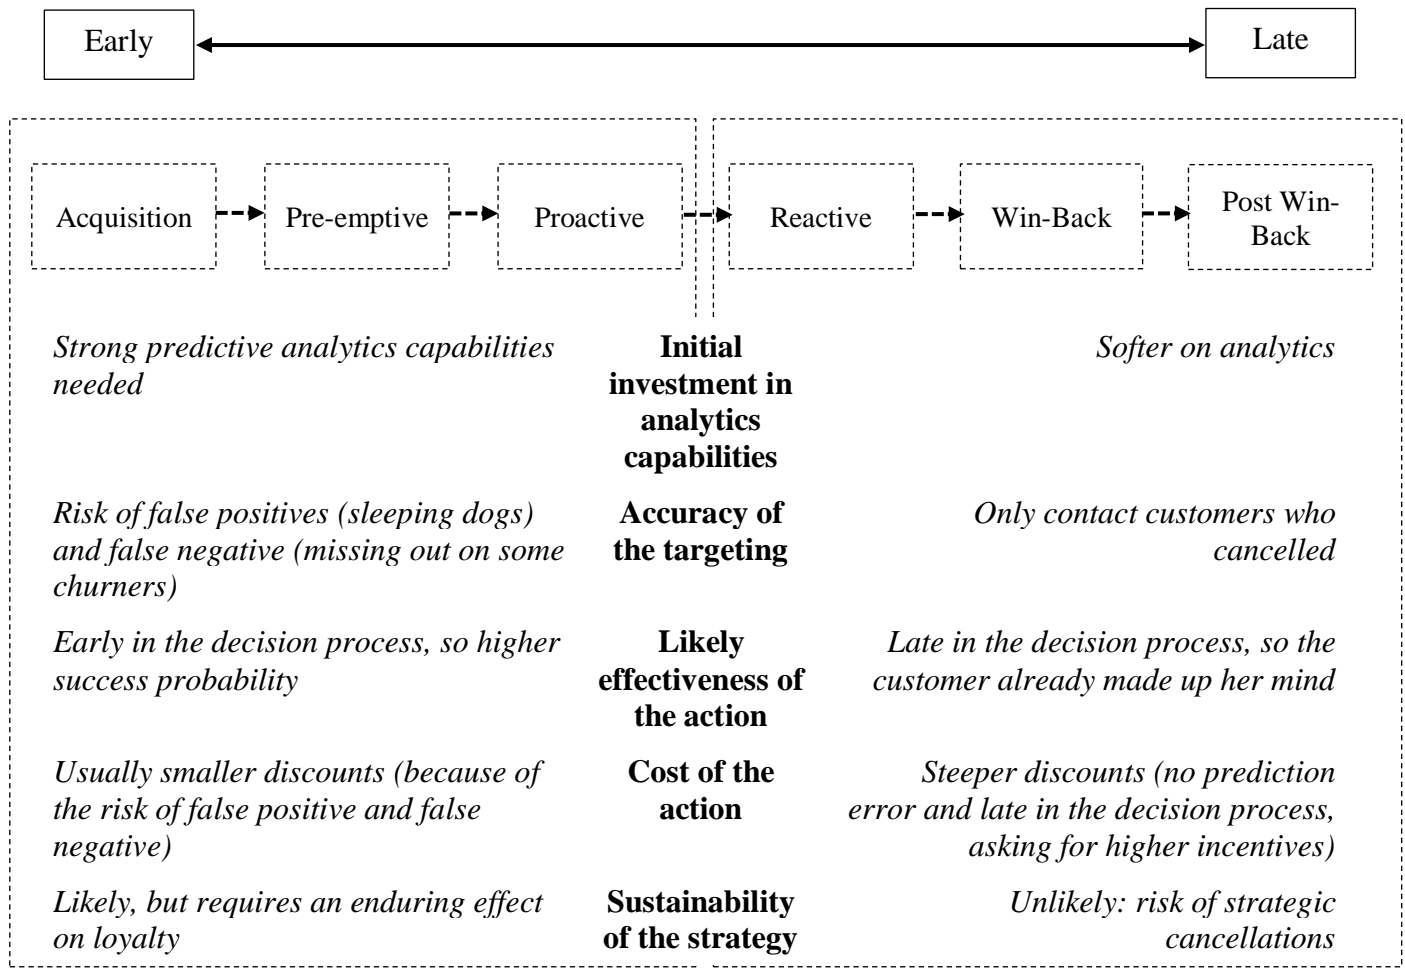 Early
Late
Acquisition
Pre-emptive
Proactive
Reactive
Win-Back
Post Win-
Back
Strong predictive analytics capabilities
needed
Initial
investment in
analytics
capabilities
Softer on analytics
Risk of false positives (sleeping dogs)
and false negative (missing out on some
churners)
Accuracy of
the targeting
Only contact customers who
cancelled
Early in the decision process, so higher
success probability
Likely
effectiveness of
the action
Late in the decision process, so the
customer already made up her mind
Usually smaller discounts (because of
the risk of false positive and false
negative)
Cost of the
action
Steeper discounts (no prediction
error and late in the decision process,
asking for higher incentives)
Likely, but requires an enduring effect
on loyalty
Sustainability
of the strategy
Unlikely: risk of strategic
cancellations